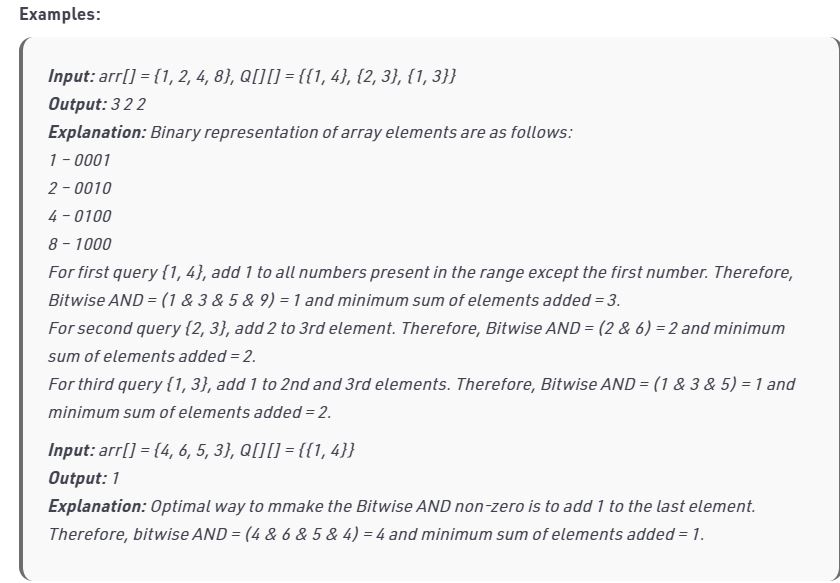 Examples:
Input: arr[] = {1, 2, 4, 8}, Q[][] = {{1, 4}, {2, 3}, {1, 3}}
Output: 3 2 2
Explanation: Binary representation of array elements are as follows:
1 – 0001
2 – 0010
4 – 0100
8 – 1000
For first query {1, 4}, add 1 to all numbers present in the range except the first number. Therefore,
Bitwise AND = (1 & 3 & 5 & 9) = 1 and minimum sum of elements added = 3.
For second query {2, 3}, add 2 to 3rd element. Therefore, Bitwise AND = (2 & 6) = 2 and minimum
sum of elements added = 2.
For third query {1, 3}, add 1 to 2nd and 3rd elements. Therefore, Bitwise AND = (1 & 3 & 5) = 1 and
minimum sum of elements added = 2.
Input: arr[] = {4, 6, 5, 3}, Q[][] = {{1, 4}}
Output: 1
Explanation: Optimal way to mmake the Bitwise AND non-zero is to add 1 to the last element.
Therefore, bitwise AND = (4 & 6 & 5 & 4) = 4 and minimum sum of elements added = 1.